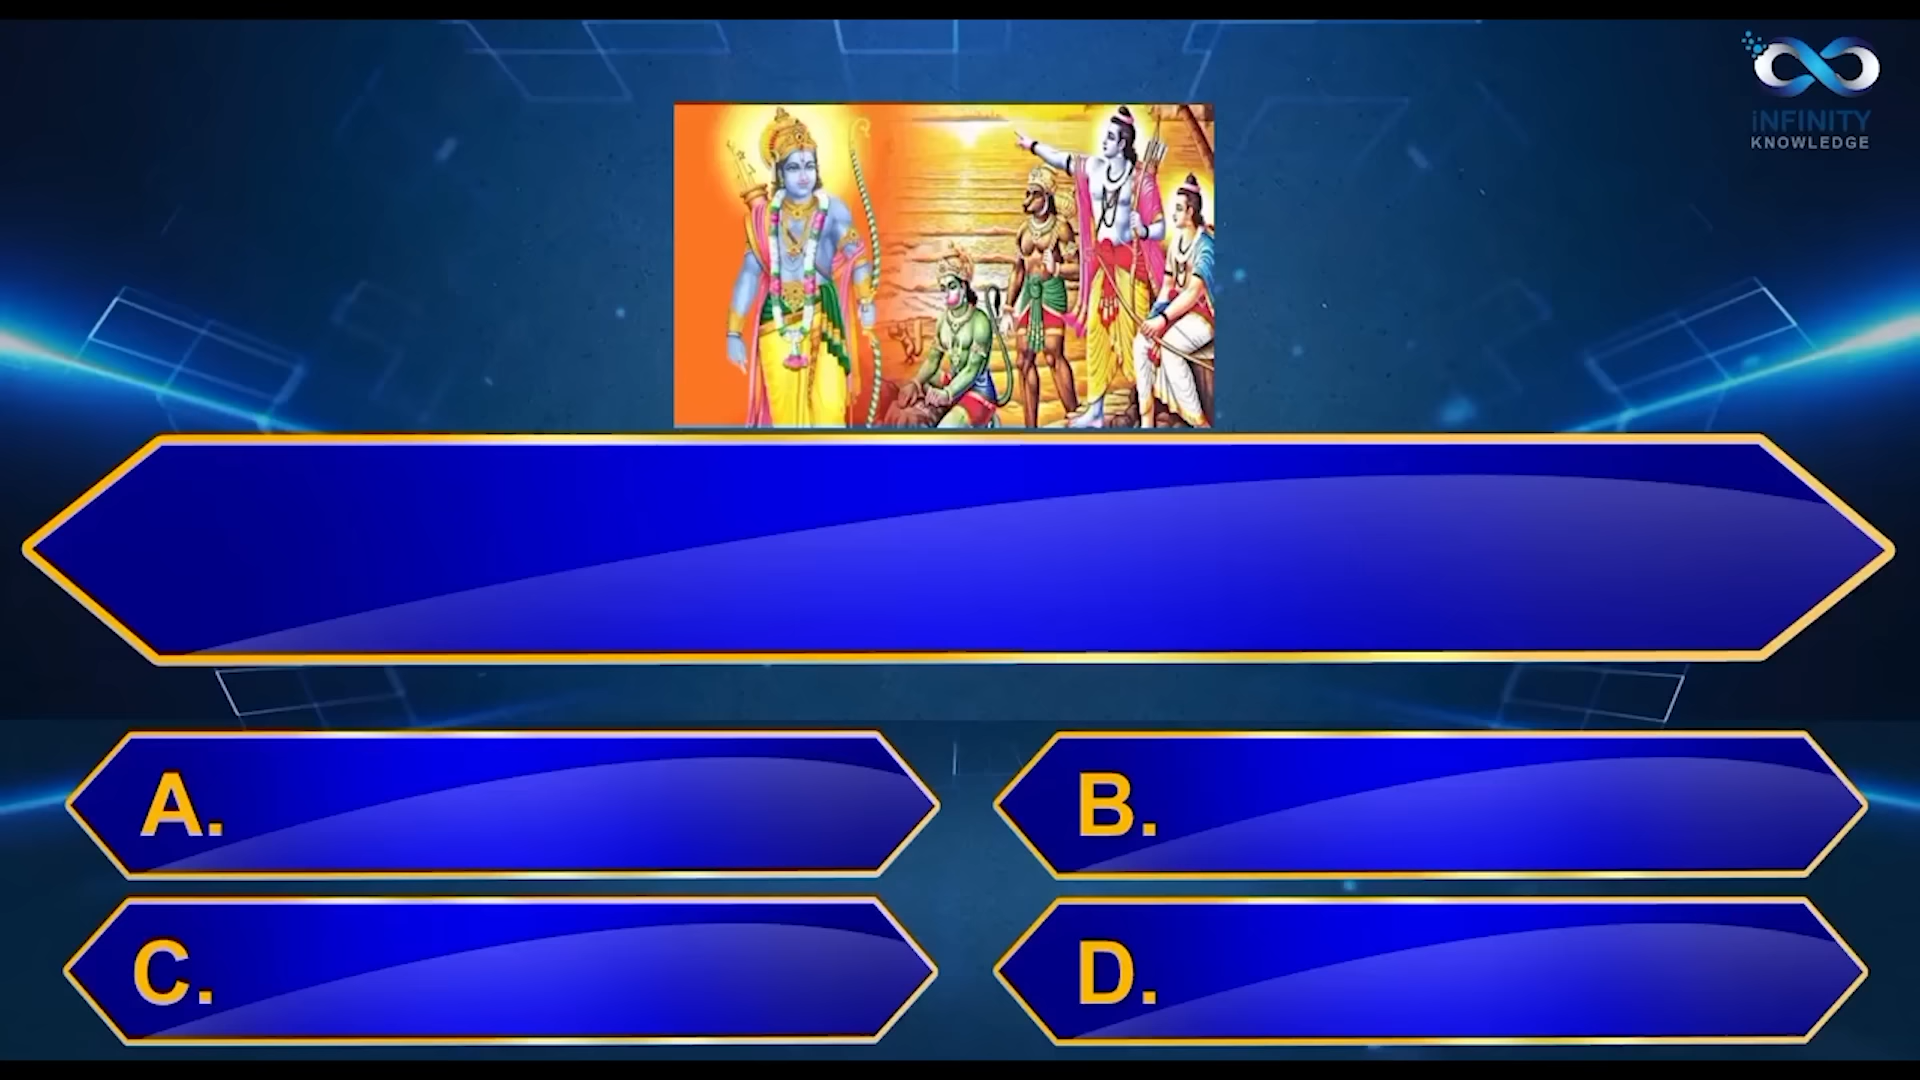 iNFINITY
KNOWLEDGE
A.
B.
C.
D.